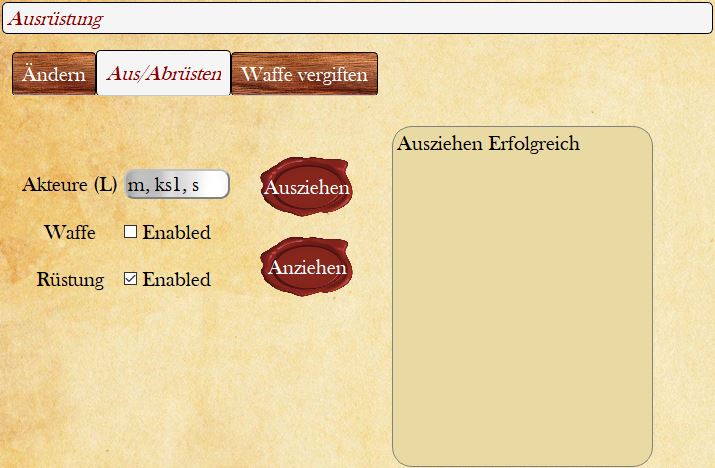 Ausrüstung
Ändern Aus/Abrüsten Waffe vergiften
Ausziehen Erfolgreich
Akteure (L) m, ks1, s Ausziehen
Waffe Enabled
Anziehen
Rüstung Enabled